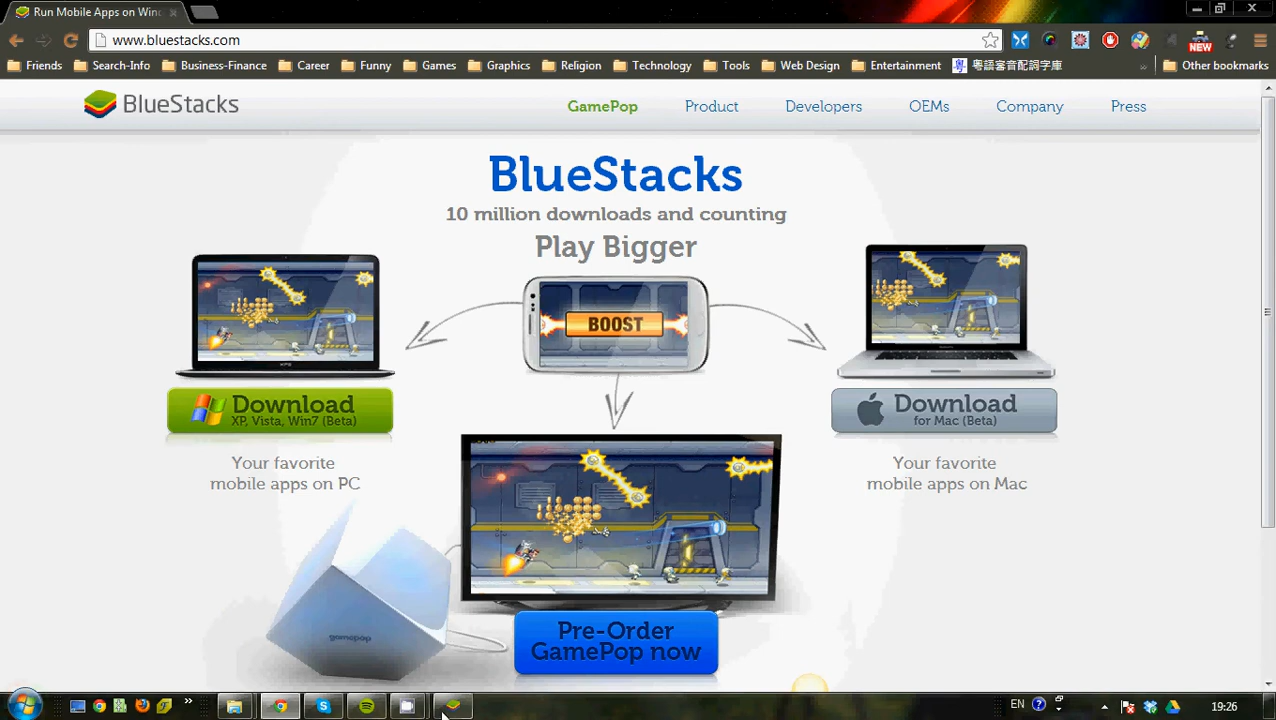 Run Mobile Apps on Wind
www.bluestacks.com
NEW
Friends Search-Info Business-Finance Career Funny Games Graphics Religion Technology Tools Web Design Entertainment 粵語審音配詞字庫 » Other bookmarks
BlueStacks GamePop Product Developers OEMs Company Press
BlueStacks
10 million downloads and counting
Play Bigger
BOOST
Download
XP, Vista, Win7 (Beta)
Download
for Mac (Beta)
Your favorite
mobile apps on PC
Your favorite
mobile apps on Mac
gamepop
Pre-Order
GamePop now
» EN 19:26